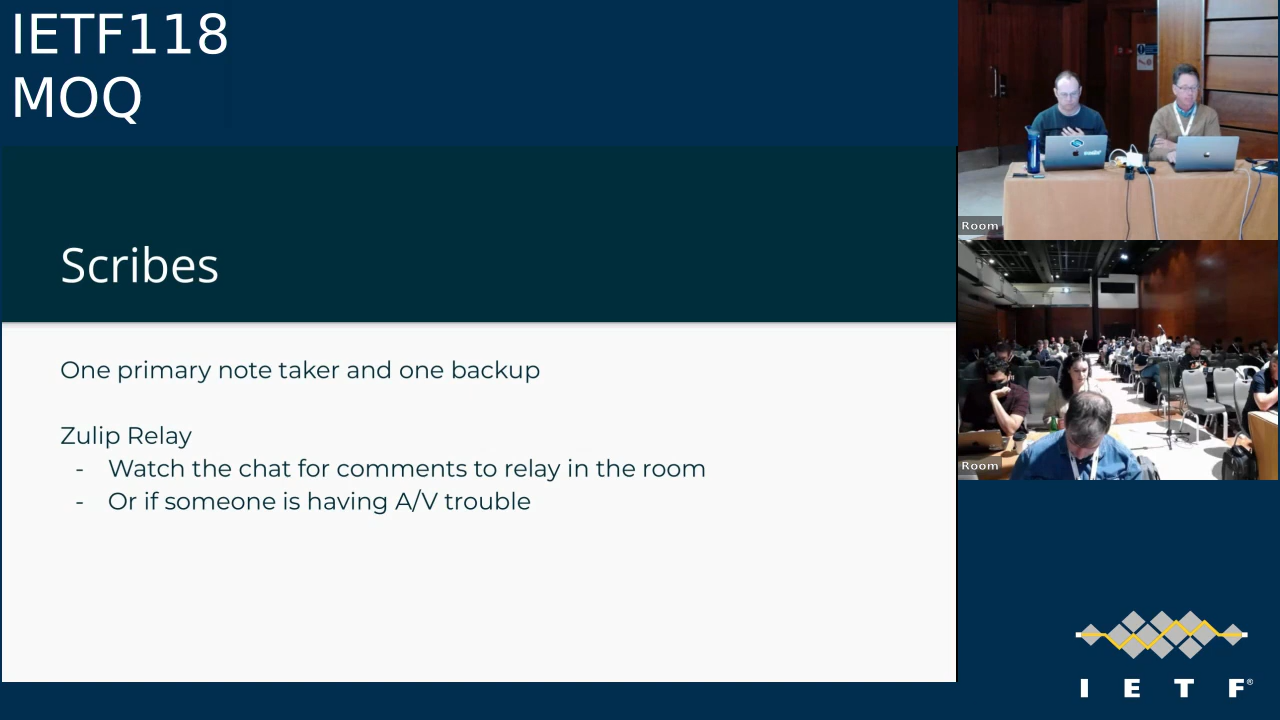 IETF118
MOQ
Scribes
One primary note taker and one backup
Zulip Relay
- Watch the chat for comments to relay in the room
- Or if someone is having A/V trouble
Room
Room
I E T F®